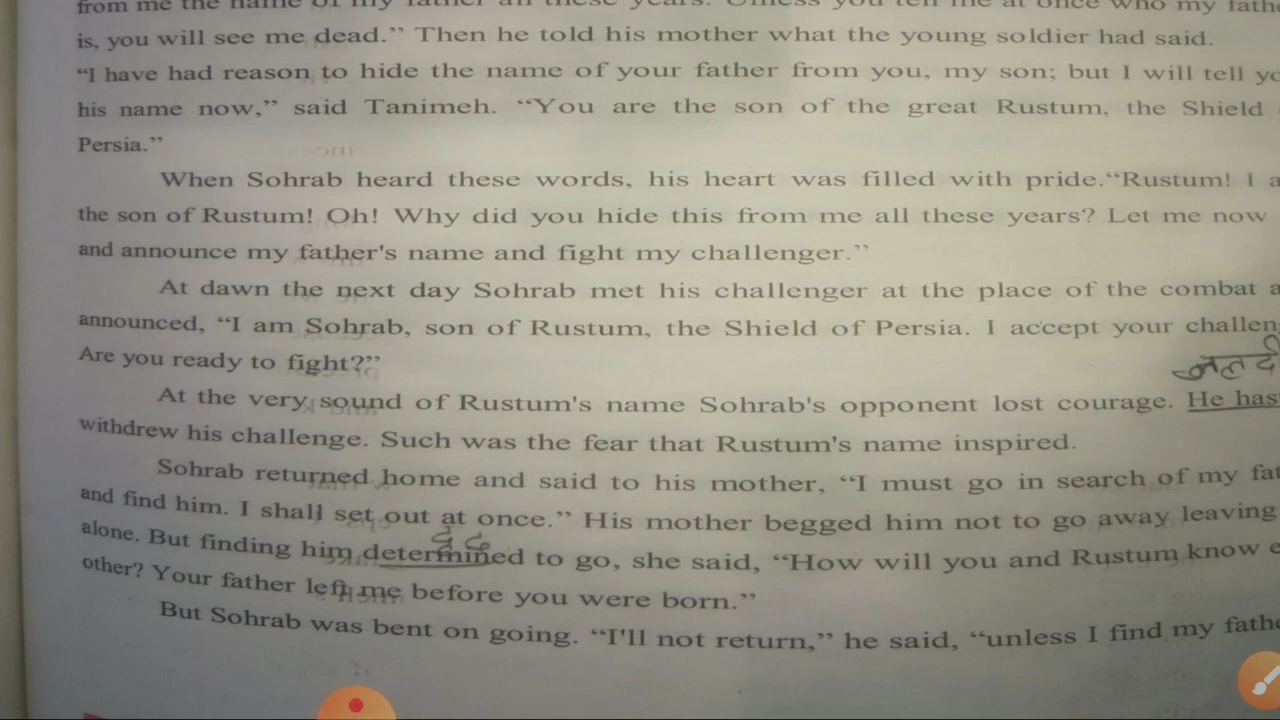 from me the name of my father all these years. Unless you tell me at once who my
is, you will see me dead.” Then he told his mother what the young soldier had said.
“I have had reason to hide the name of your father from you, my son; but I will tell
his name now,” said Tanimeh. “You are the son of the great Rustum, the Shield
Persia.”
When Sohrab heard these words, his heart was filled with pride.“Rustum! I
the son of Rustum! Oh! Why did you hide this from me all these years? Let me now
and announce my father's name and fight my challenger.”
At dawn the next day Sohrab met his challenger at the place of the combat
announced, “I am Sohrab, son of Rustum, the Shield of Persia. I accept your
Are you ready to fight?”
जल्दी
At the very sound of Rustum's name Sohrab's opponent lost courage. He has
withdrew his challenge. Such was the fear that Rustum's name inspired.
Sohrab returned home and said to his mother, “I must go in search of my
and find him. I shall set out at once.” His mother begged him not to go away leaving
दृढ़
alone. But finding him determined to go, she said, “How will you and Rustum know
other? Your father left me before you were born.”
But Sohrab was bent on going. “I'll not return,” he said, “unless I find my